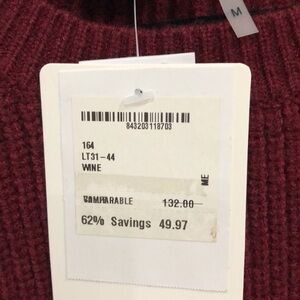 M
843203118703
164
LT31-44
WINE
ME
COMPARABLE 132.00
62% Savings 49.97